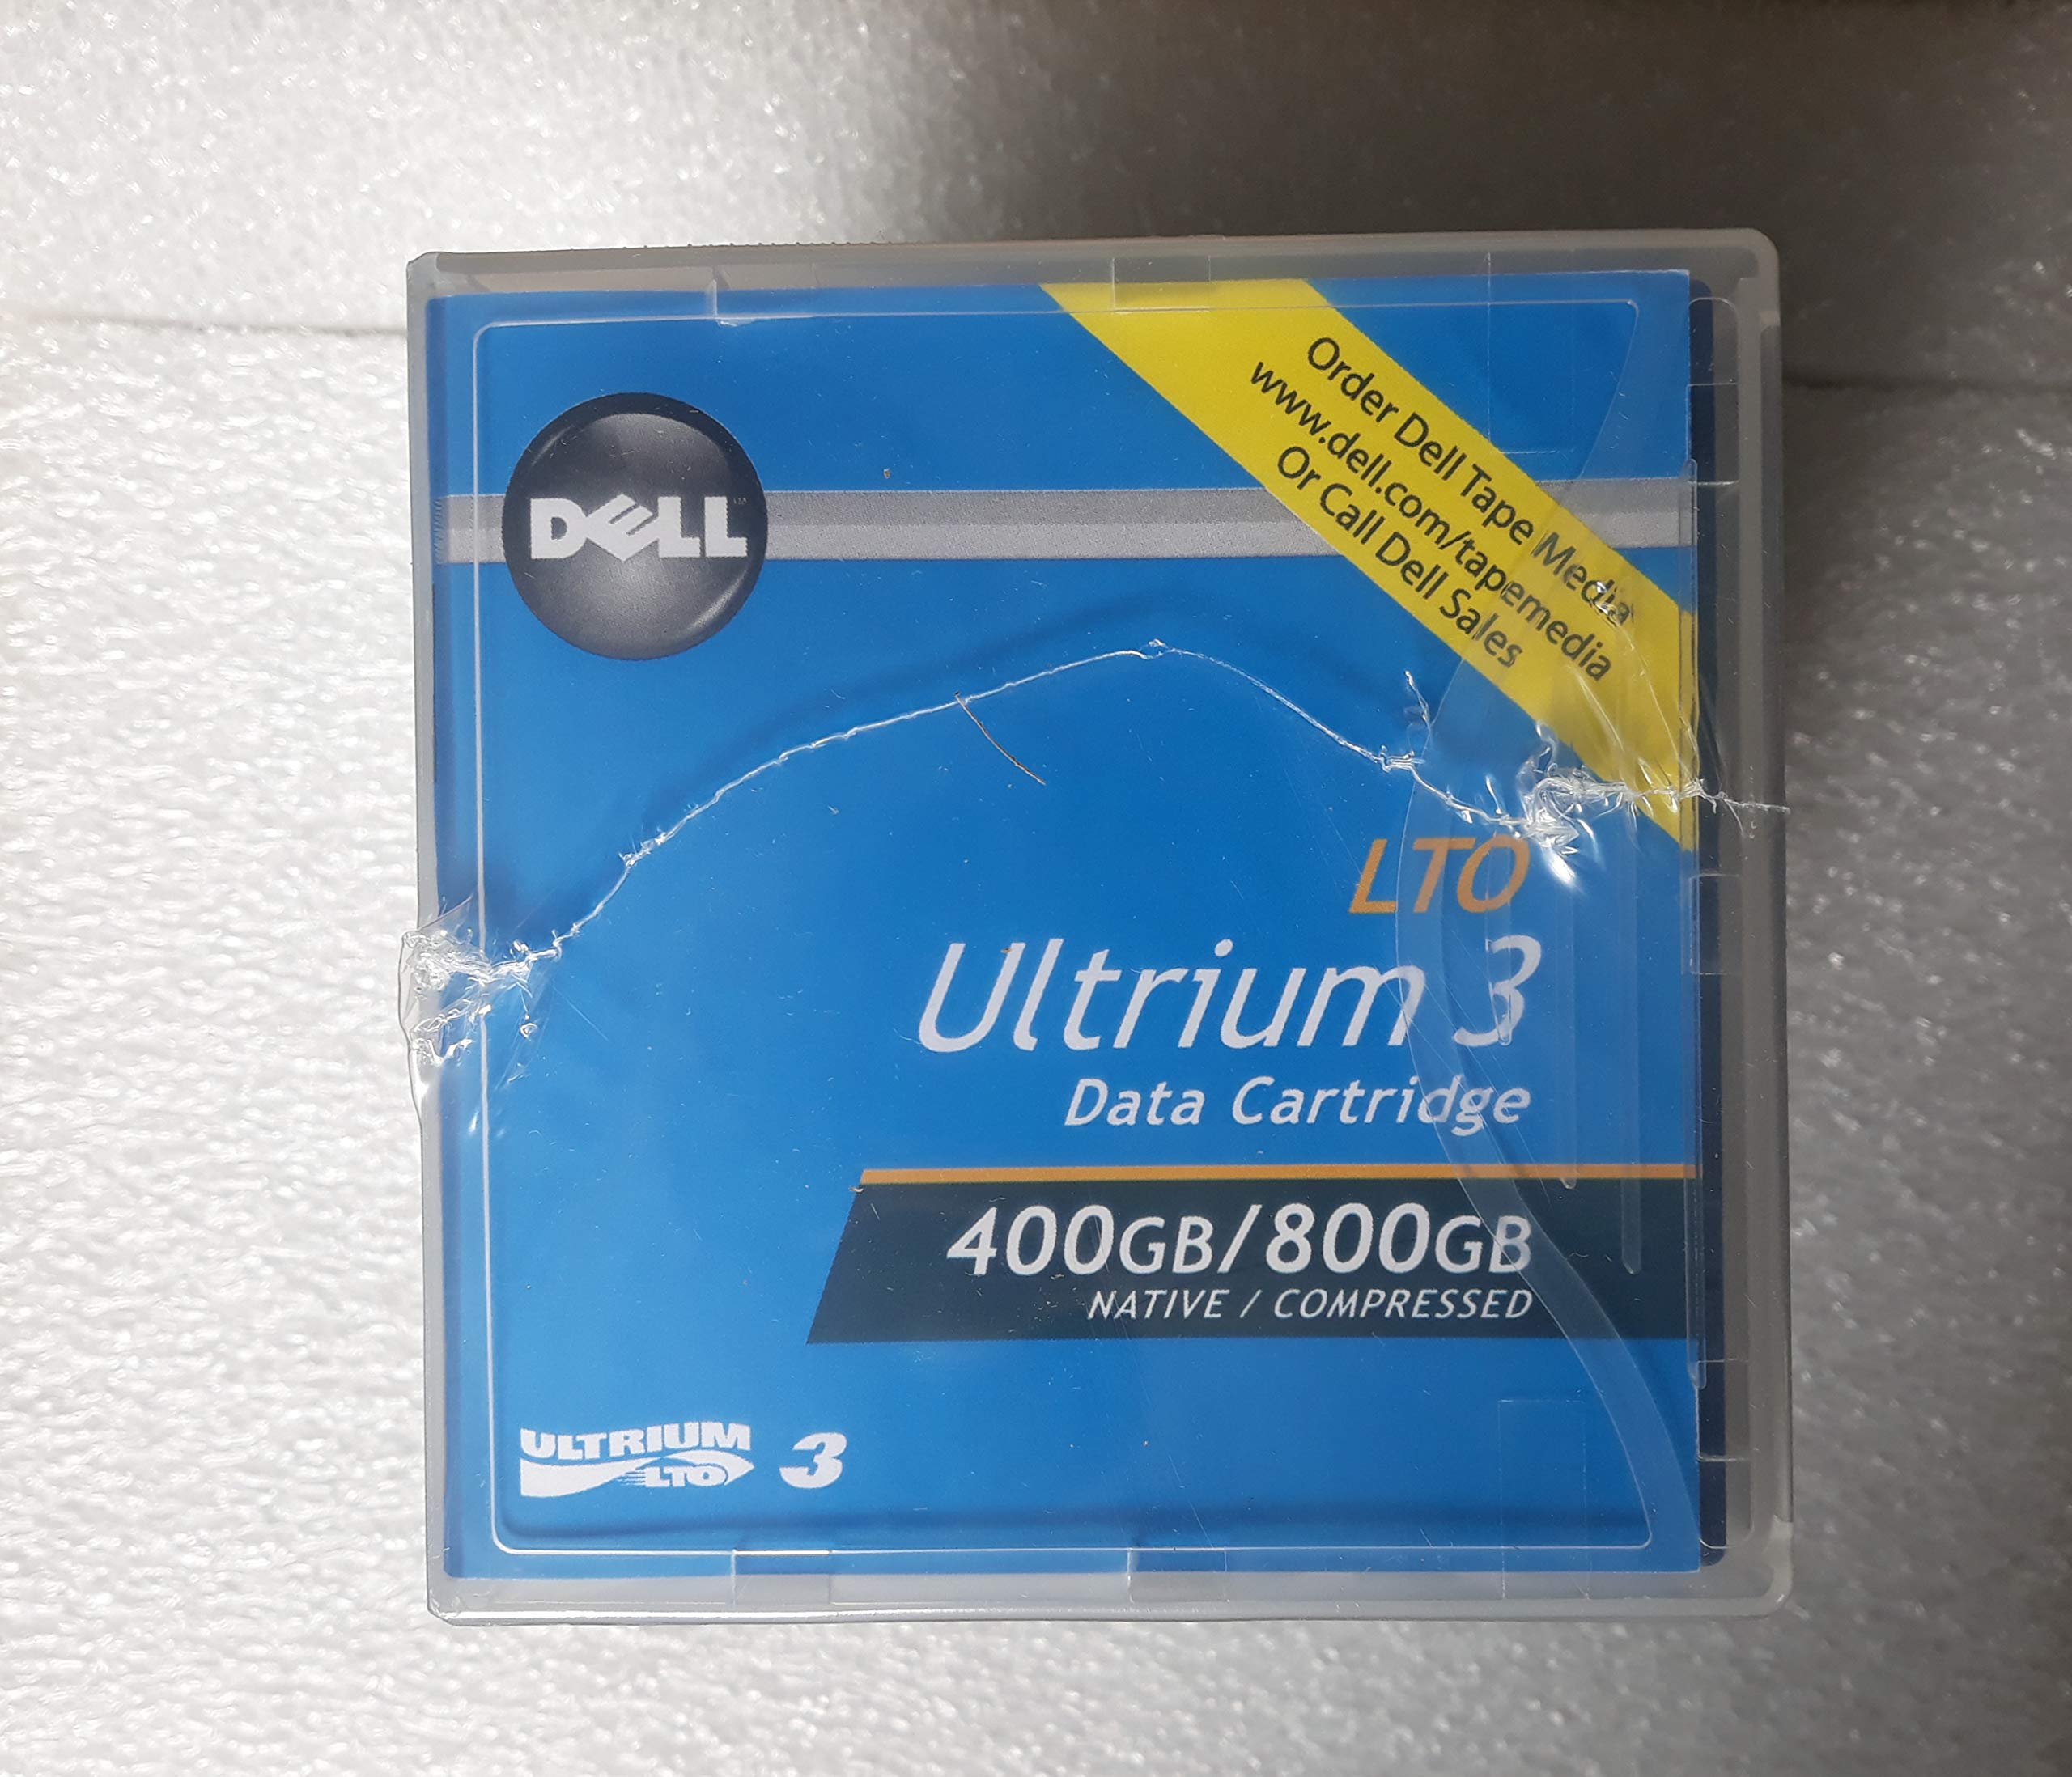 Order Dell Tape Media
www.dell.com/tapemedia
Or Call Dell Sales
DELL
LTO
Ultrium 3
Data Cartridge
400GB/800GB
NATIVE / COMPRESSED
ULTRIUM 3
LTO